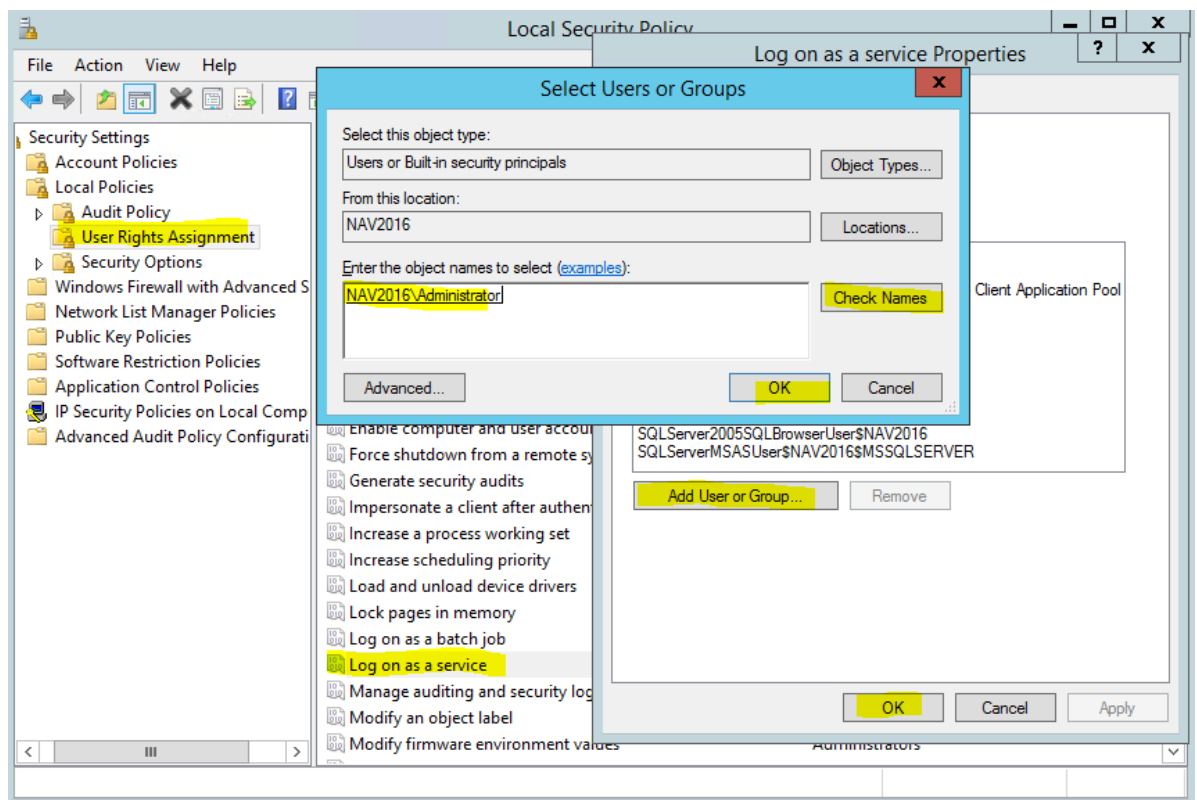 Local Security Policy
File Action View Help
Security Settings
Account Policies
Local Policies
Audit Policy
User Rights Assignment
Security Options
Windows Firewall with Advanced S
Network List Manager Policies
Public Key Policies
Software Restriction Policies
Application Control Policies
IP Security Policies on Local Comp
Advanced Audit Policy Configurati
Enable computer and user accou
Force shutdown from a remote sy
Generate security audits
Impersonate a client after authen
Increase a process working set
Increase scheduling priority
Load and unload device drivers
Lock pages in memory
Log on as a batch job
Log on as a service
Manage auditing and security log
Modify an object label
Modify firmware environment values Administrators
Log on as a service Properties
? x
Client Application Pool
SQLServer2005SQLBrowserUser$NAV2016
SQLServerMSASUser$NAV2016$MSSQLSERVER
Add User or Group... Remove
OK Cancel Apply
Select Users or Groups
x
Select this object type:
Users or Built-in security principals Object Types...
From this location:
NAV2016 Locations...
Enter the object names to select (examples):
NAV2016\Administrator Check Names
Advanced... OK Cancel